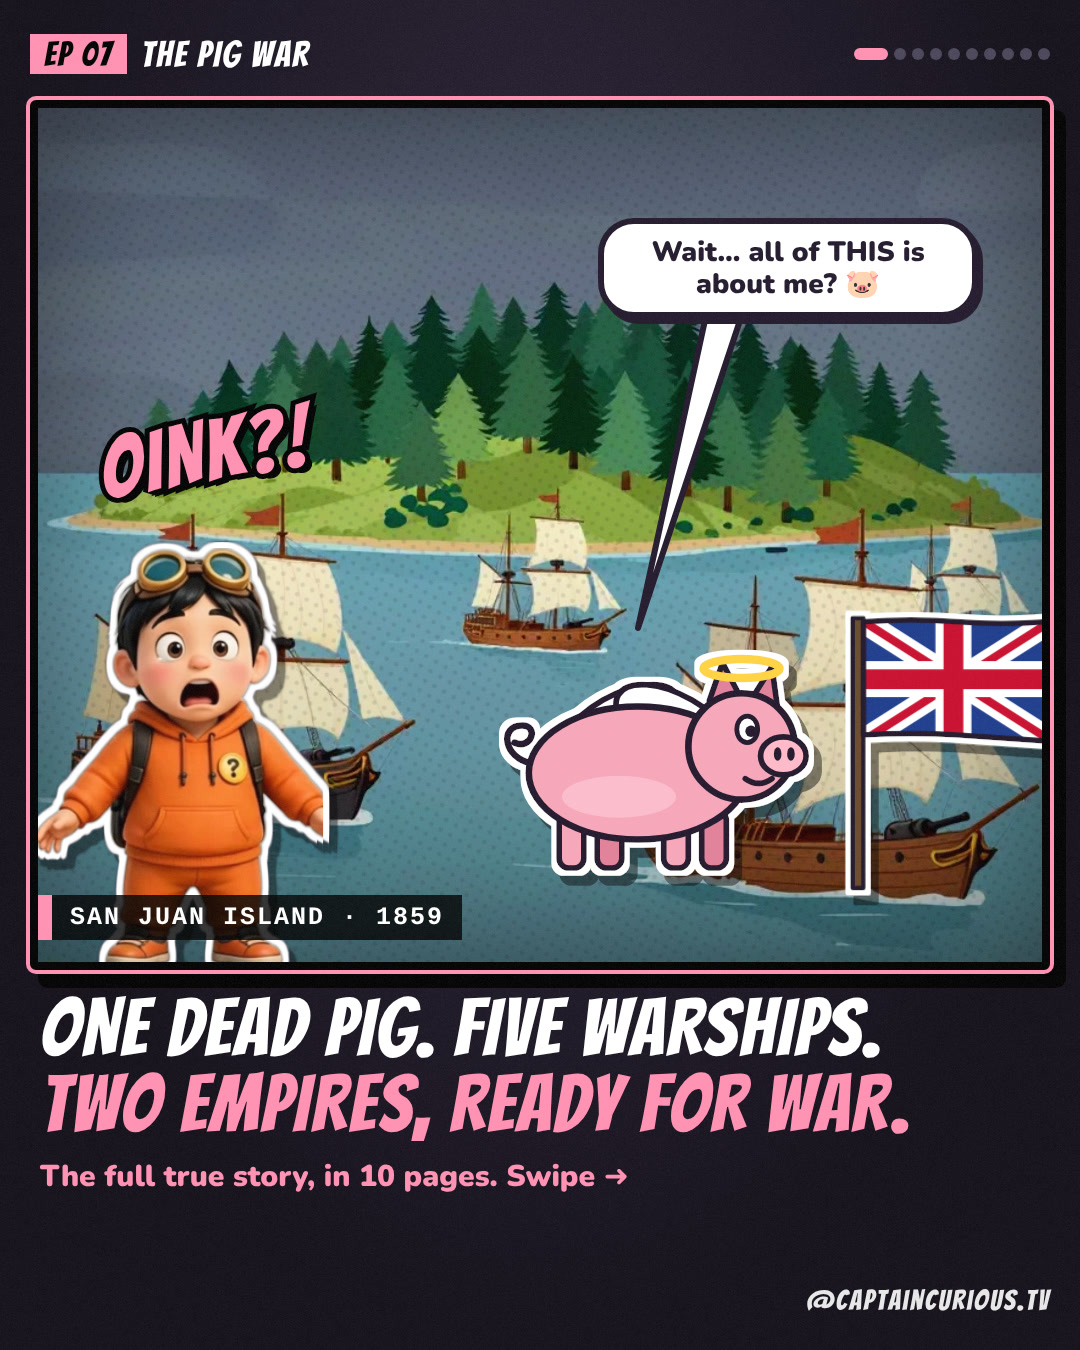 EP 07 THE PIG WAR
Wait... all of THIS is
about me? 🐷
OINK?!
?
SAN JUAN ISLAND · 1859
ONE DEAD PIG. FIVE WARSHIPS.
TWO EMPIRES, READY FOR WAR.
The full true story, in 10 pages. Swipe →
@CAPTAINCURIOUS.TV